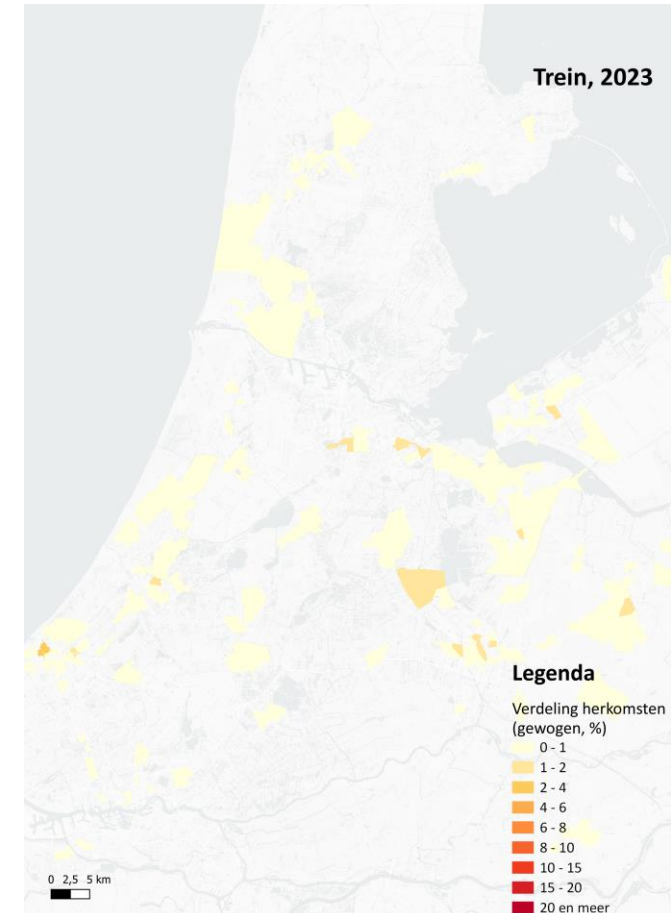 Trein, 2023
Legenda
Verdeling herkomsten
(gewogen, %)
0 - 1
1 - 2
2 - 4
4 - 6
6 - 8
8 - 10
10 - 15
15 - 20
20 en meer
0 2,5 5 km